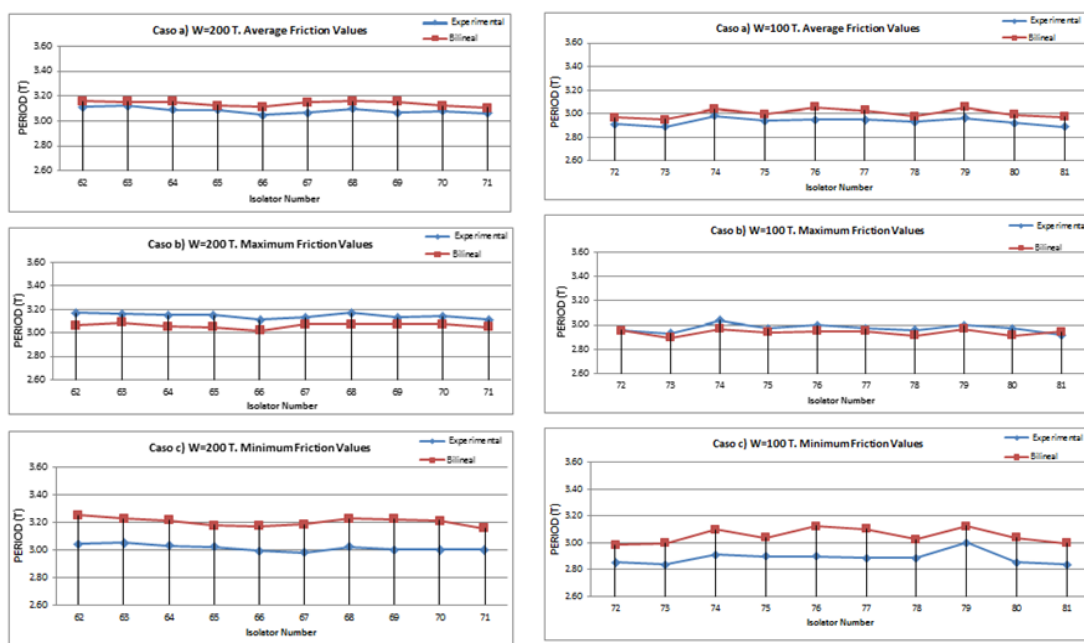 Caso a) W=200 T. Average Friction Values
Experimental
Bilineal
PERIOD (T)
3.60
3.40
3.20
3.00
2.80
2.60
62 63 64 65 66 67 68 69 70 71
Isolator Number
Caso a) W=100 T. Average Friction Values
Experimental
Bilineal
PERIOD (T)
3.60
3.40
3.20
3.00
2.80
2.60
72 73 74 75 76 77 78 79 80 81
Isolator Number
Caso b) W=200 T. Maximum Friction Values
Experimental
Bilineal
PERIOD (T)
3.60
3.40
3.20
3.00
2.80
2.60
62 63 64 65 66 67 68 69 70 71
Isolator Number
Caso b) W=100 T. Maximum Friction Values
Experimental
Bilineal
PERIOD (T)
3.60
3.40
3.20
3.00
2.80
2.60
72 73 74 75 76 77 78 79 80 81
Isolator Number
Caso c) W=200 T. Minimum Friction Values
Experimental
Bilineal
PERIOD (T)
3.60
3.40
3.20
3.00
2.80
2.60
62 63 64 65 66 67 68 69 70 71
Isolator Number
Caso c) W=100 T. Minimum Friction Values
Experimental
Bilineal
PERIOD (T)
3.60
3.40
3.20
3.00
2.80
2.60
72 73 74 75 76 77 78 79 80 81
Isolator Number